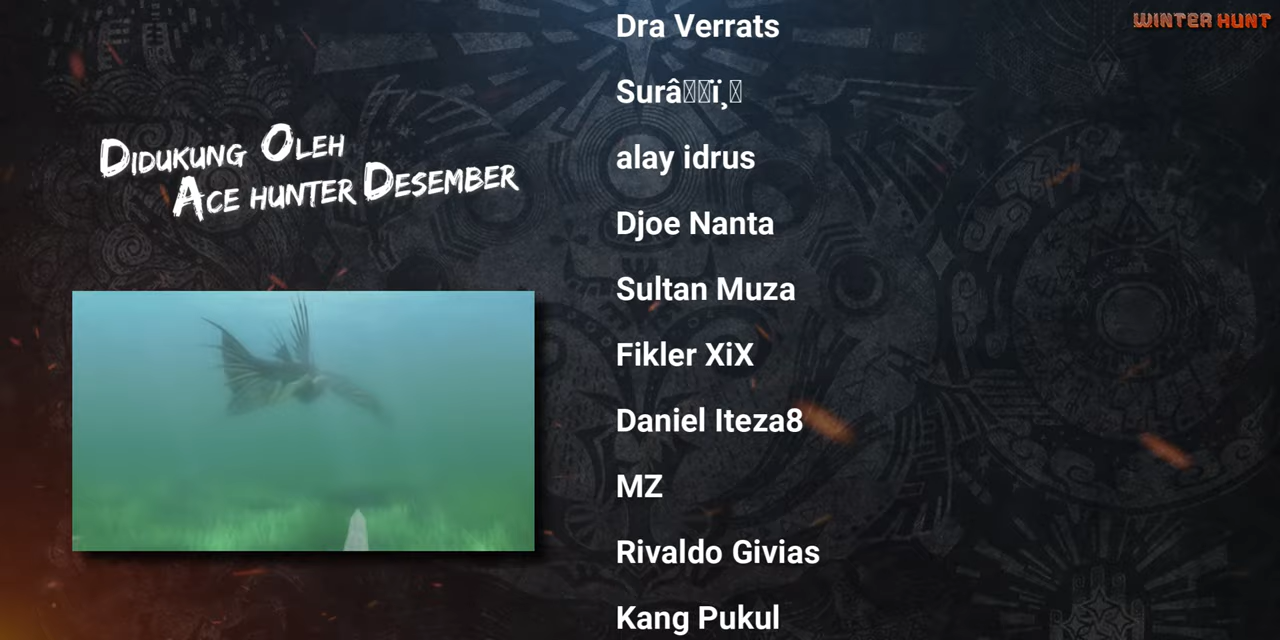 Dra Verrats
WINTER HUNT
Surâï¸
alay idrus
DIDUKUNG OLEH
ACE HUNTER DESEMBER
Djoe Nanta
Sultan Muza
Fikler XiX
Daniel Iteza8
MZ
Rivaldo Givias
Kang Pukul